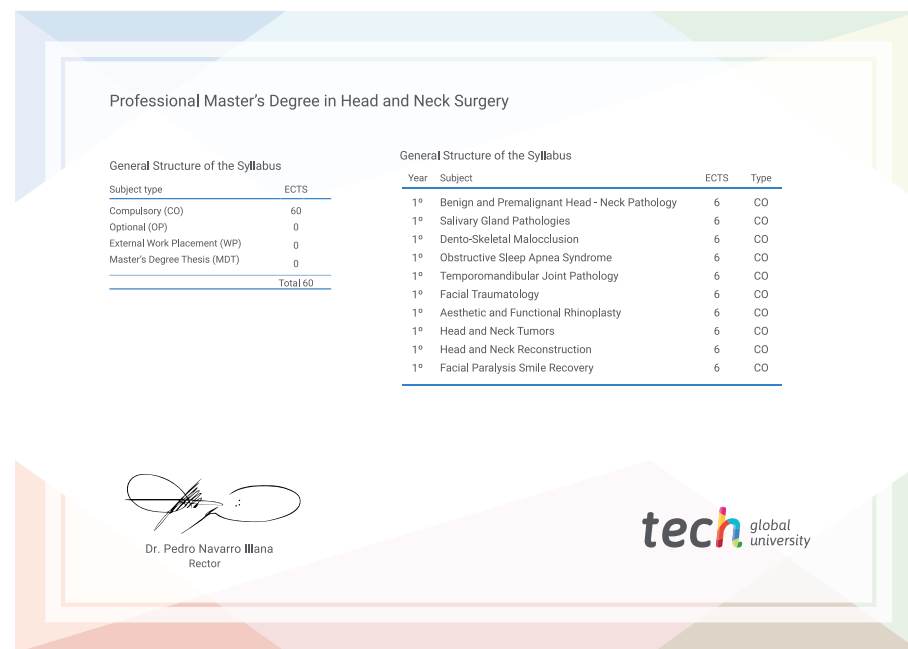 Professional Master's Degree in Head and Neck Surgery
General Structure of the Syllabus
Subject type ECTS
Compulsory (CO) 60
Optional (OP) 0
External Work Placement (WP) 0
Master's Degree Thesis (MDT) 0
Total 60
General Structure of the Syllabus
Year Subject ECTS Type
1º Benign and Premalignant Head - Neck Pathology 6 CO
1º Salivary Gland Pathologies 6 CO
1º Dento-Skeletal Malocclusion 6 CO
1º Obstructive Sleep Apnea Syndrome 6 CO
1º Temporomandibular Joint Pathology 6 CO
1º Facial Traumatology 6 CO
1º Aesthetic and Functional Rhinoplasty 6 CO
1º Head and Neck Tumors 6 CO
1º Head and Neck Reconstruction 6 CO
1º Facial Paralysis Smile Recovery 6 CO
Dr. Pedro Navarro Illana
Rector
tech global
university